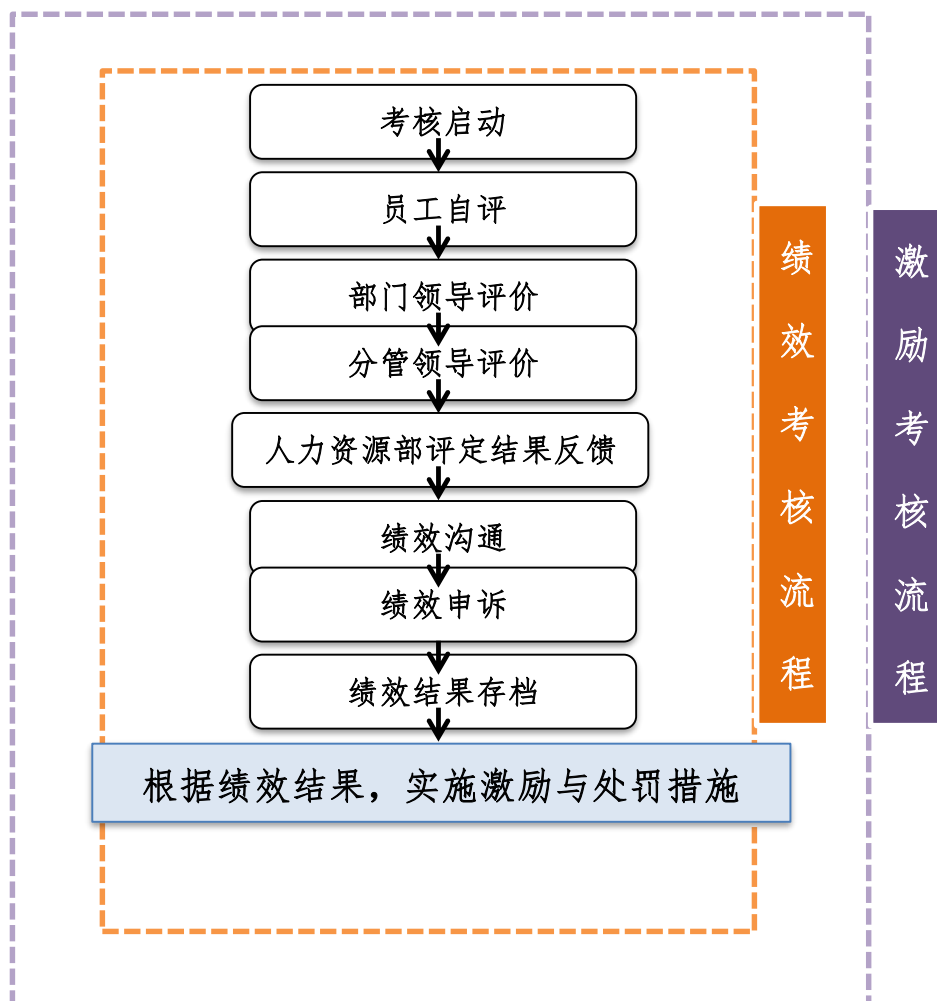 考核启动
员工自评
部门领导评价
分管领导评价
人力资源部评定结果反馈
绩效沟通
绩效申诉
绩效结果存档
根据绩效结果，实施激励与处罚措施
绩效考核流程
激励考核流程